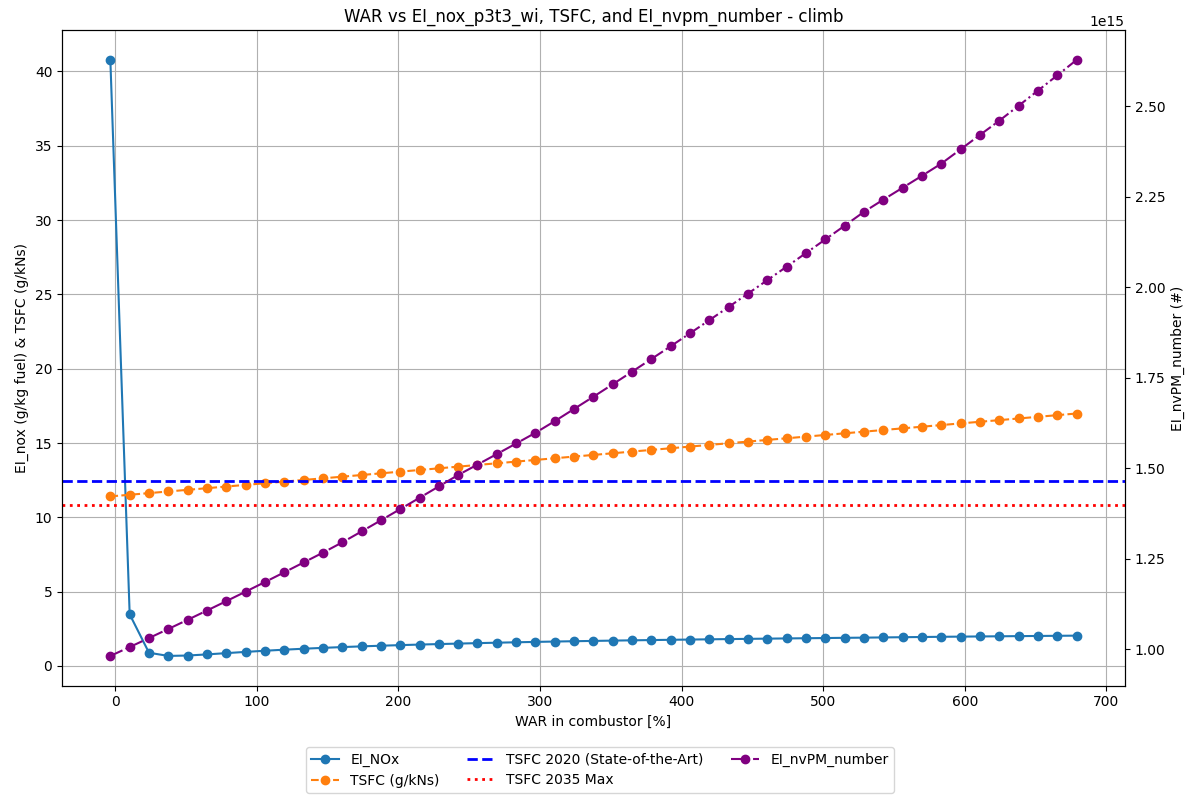 WAR vs EI_nox_p3t3_wi, TSFC, and EI_nvpm_number - climb
1e15
EI_nox (g/kg fuel) & TSFC (g/kNs)
40
35
30
25
20
15
10
5
0
EI_nvPM_number (#)
2.50
2.25
2.00
1.75
1.50
1.25
1.00
0 100 200 300 400 500 600 700
WAR in combustor [%]
EI_NOx
TSFC (g/kNs)
TSFC 2020 (State-of-the-Art)
TSFC 2035 Max
EI_nvPM_number